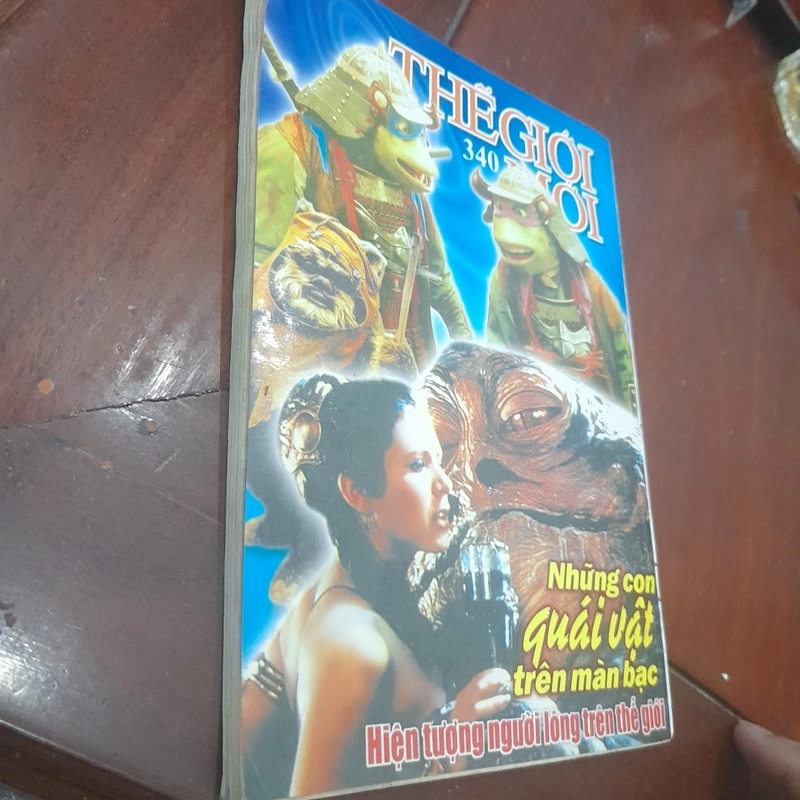 THẾ GIỚI
340 MỚI
Những con
quái vật
trên màn bạc
Hiện tượng người lông trên thế giới